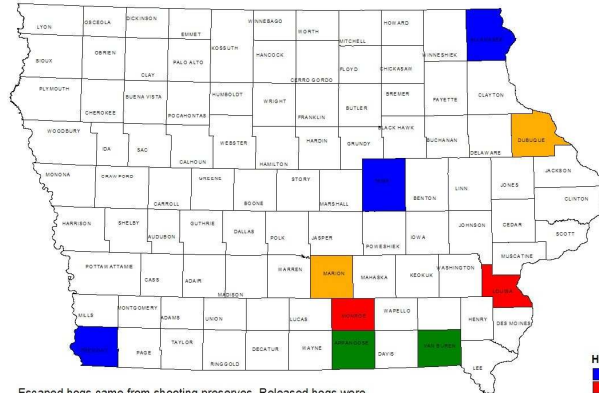 LYON
OSCEOLA
DICKINSON
EMMET
WINNEBAGO
WORTH
MITCHELL
HOWARD
WINNESHIEK
SIOUX
OBRIEN
CLAY
PALO ALTO
KOSSUTH
HANCOCK
CERRO GORDO
FLOYD
CHICKASAW
PLYMOUTH
CHEROKEE
BUENA VISTA
POCAHONTAS
HUMBOLDT
WRIGHT
FRANKLIN
BUTLER
BREMER
FAYETTE
CLAYTON
WOODBURY
IDA
SAC
CALHOUN
WEBSTER
HAMILTON
HARDIN
GRUNDY
BLACK HAWK
BUCHANAN
DELAWARE
DUBUQUE
MONONA
CRAWFORD
CARROLL
GREENE
BOONE
STORY
MARSHALL
BENTON
LINN
JONES
JACKSON
CLINTON
HARRISON
SHELBY
AUDUBON
GUTHRIE
DALLAS
POLK
JASPER
POWESHIEK
IOWA
JOHNSON
CEDAR
SCOTT
MUSCATINE
POTTAWATTAMIE
CASS
ADAIR
MADISON
WARREN
MARION
MAHASKA
KEOKUK
WASHINGTON
MILLS
MONTGOMERY
ADAMS
UNION
LUCAS
WAPELLO
HENRY
DES MOINES
PAGE
TAYLOR
RINGGOLD
DECATUR
WAYNE
DAVIS
LEE
Escaped hogs came from shooting preserves. Released hogs were